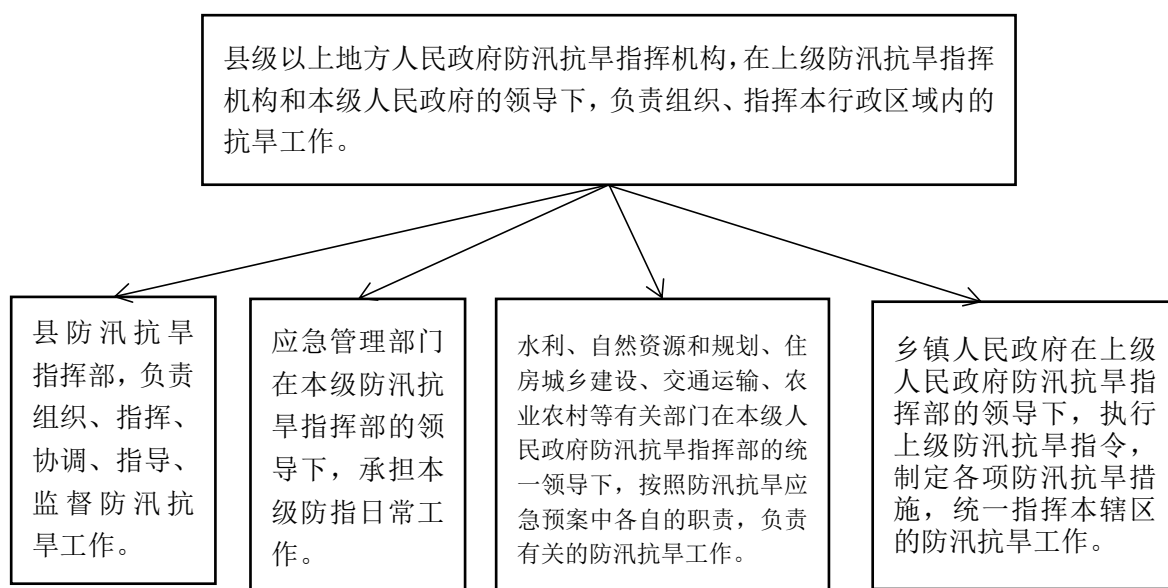 县级以上地方人民政府防汛抗旱指挥机构，在上级防汛抗旱指挥
机构和本级人民政府的领导下，负责组织、指挥本行政区域内的
抗旱工作。
县防汛抗旱
指挥部，负责
组织、指挥、
协调、指导、
监督防汛抗
旱工作。
应急管理部门
在本级防汛抗
旱指挥部的领
导下，承担本
级防指日常工
作。
水利、自然资源和规划、住
房城乡建设、交通运输、农
业农村等有关部门在本级人
民政府防汛抗旱指挥部的统
一领导下，按照防汛抗旱应
急预案中各自的职责，负责
有关的防汛抗旱工作。
乡镇人民政府在上级
人民政府防汛抗旱指
挥部的领导下，执行
上级防汛抗旱指令，
制定各项防汛抗旱措
施，统一指挥本辖区
的防汛抗旱工作。